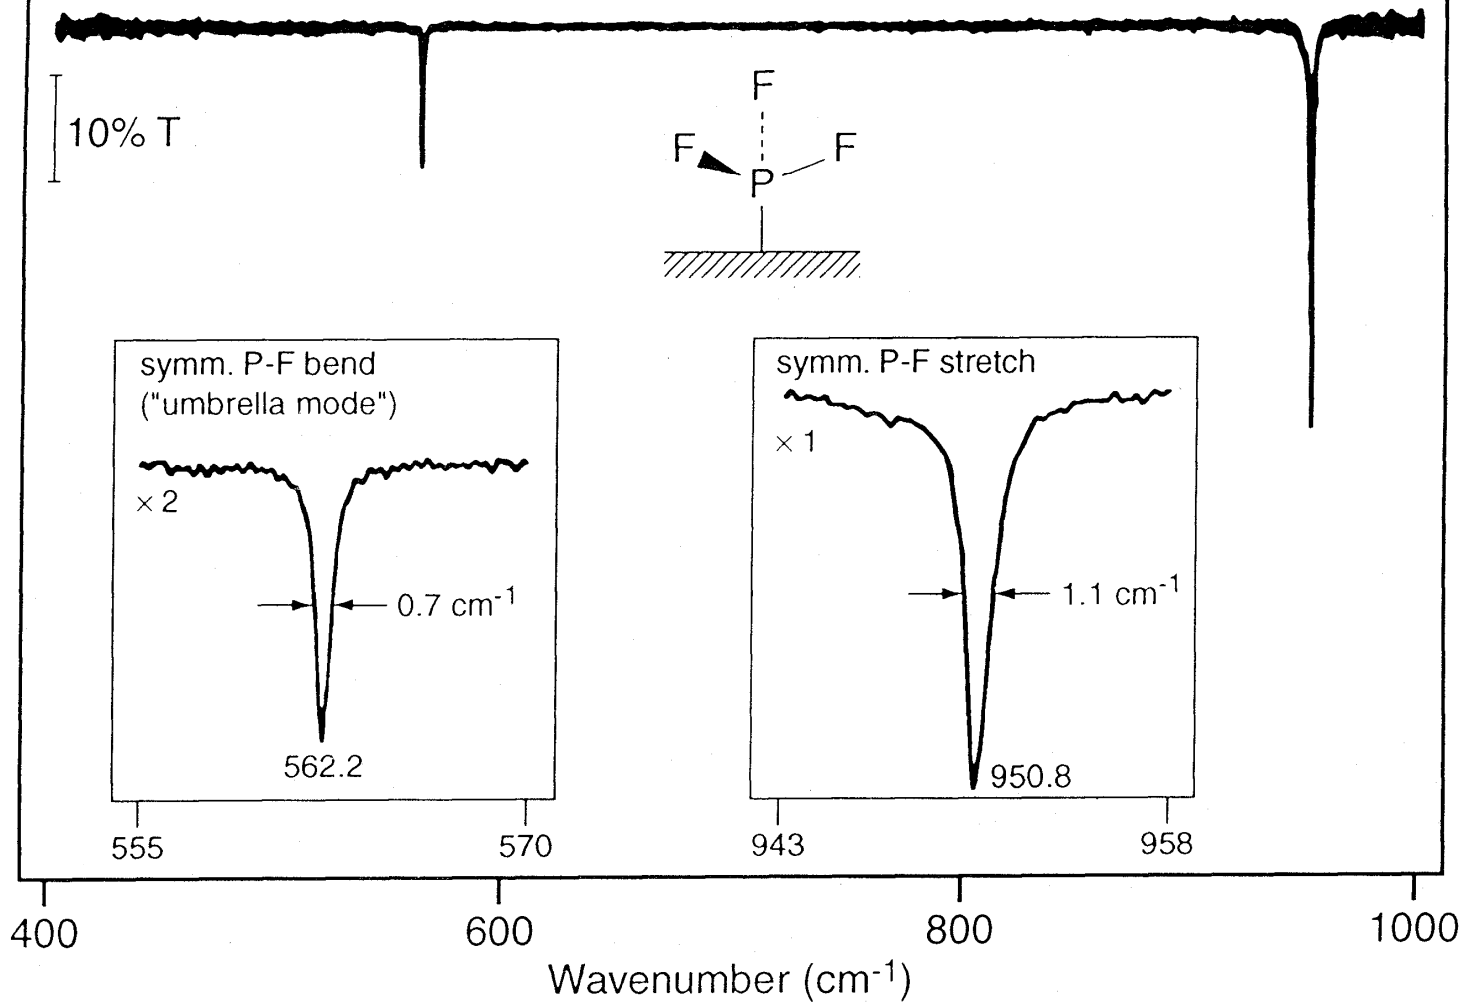 10% T
F
F F
P
symm. P-F bend
("umbrella mode")
× 2
0.7 cm⁻¹
562.2
555 570
symm. P-F stretch
× 1
1.1 cm⁻¹
950.8
943 958
400 600 800 1000
Wavenumber (cm⁻¹)